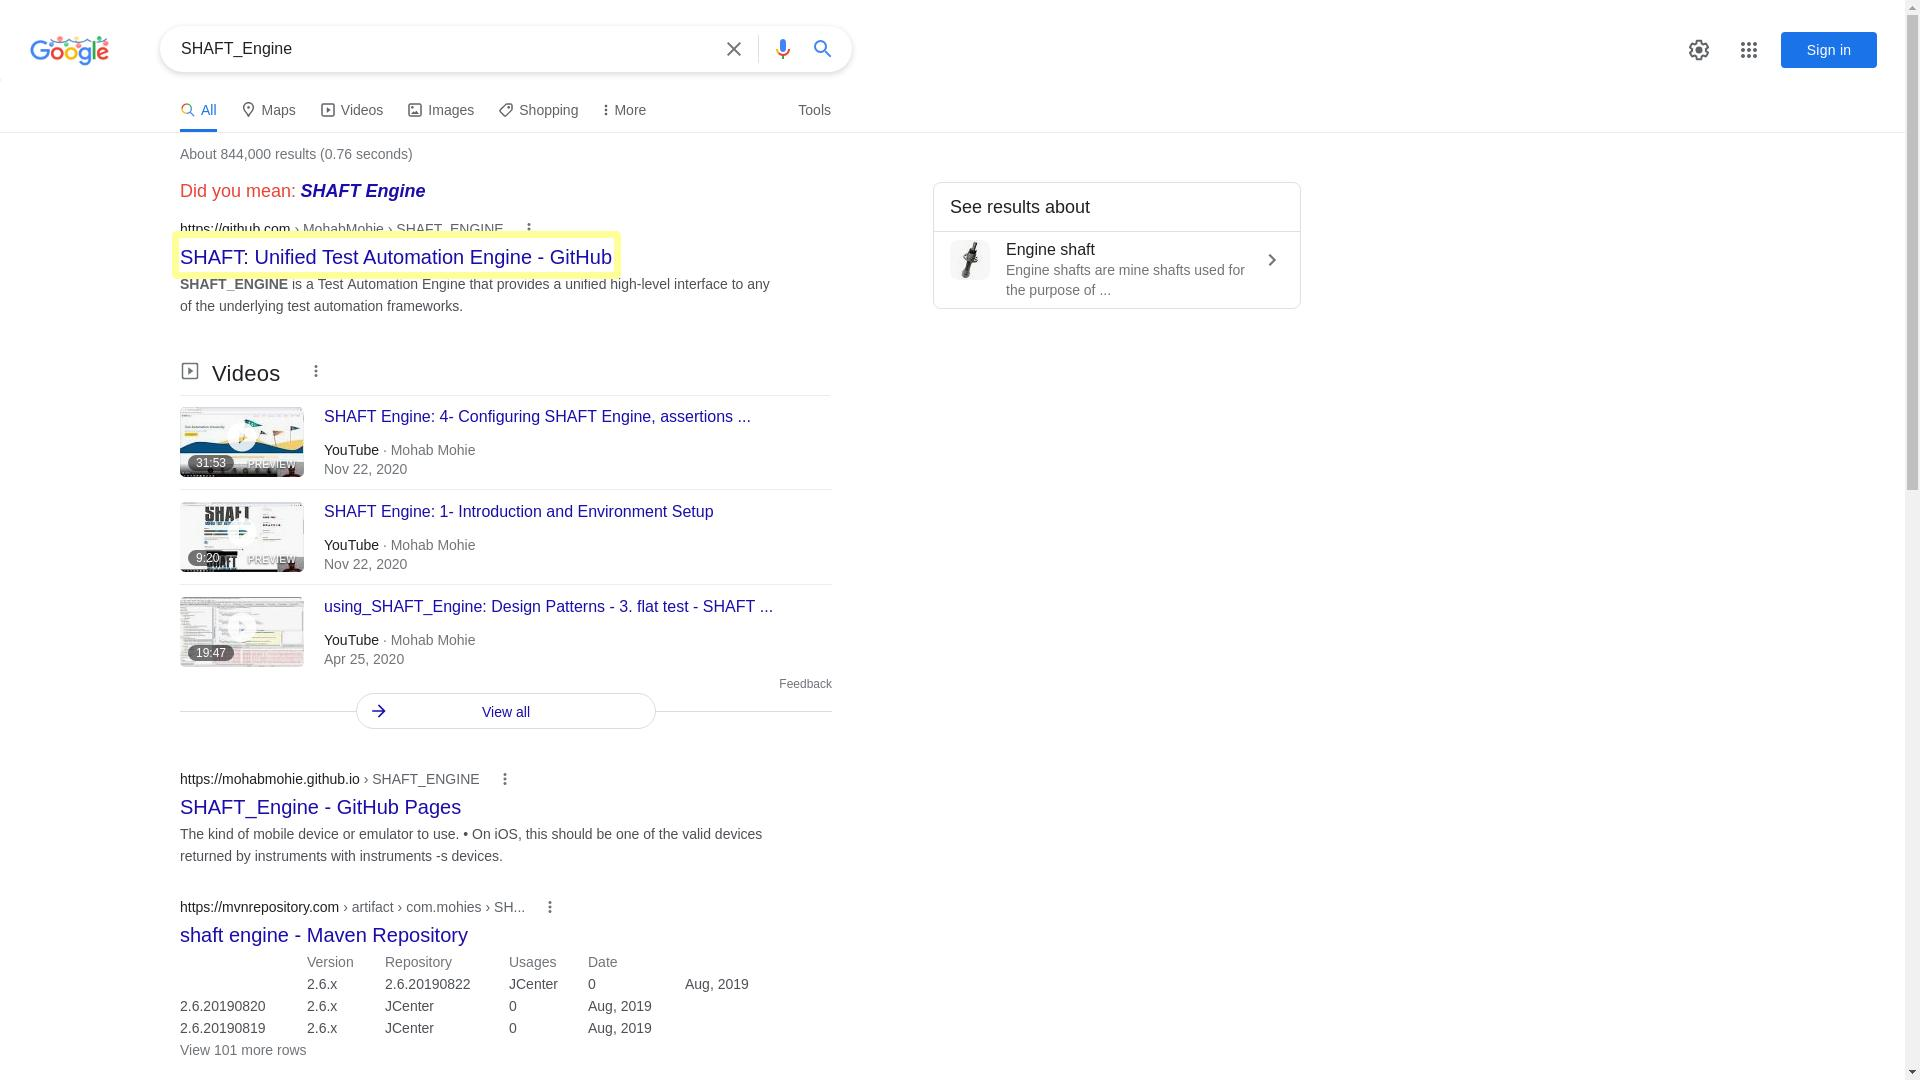 Google
SHAFT_Engine
Sign in
All
Maps
Videos
Images
Shopping
More
Tools
About 844,000 results (0.76 seconds)
Did you mean: SHAFT Engine
https://github.com › MohabMohie › SHAFT_ENGINE
SHAFT: Unified Test Automation Engine - GitHub
SHAFT_ENGINE is a Test Automation Engine that provides a unified high-level interface to any
of the underlying test automation frameworks.
See results about
Engine shaft
Engine shafts are mine shafts used for
the purpose of ...
Videos
SHAFT Engine: 4- Configuring SHAFT Engine, assertions ...
YouTube · Mohab Mohie
31:53
PREVIEW
Nov 22, 2020
SHAFT
SHAFT Engine: 1- Introduction and Environment Setup
YouTube · Mohab Mohie
9:20
PREVIEW
Nov 22, 2020
using_SHAFT_Engine: Design Patterns - 3. flat test - SHAFT ...
YouTube · Mohab Mohie
19:47
Apr 25, 2020
Feedback
View all
https://mohabmohie.github.io › SHAFT_ENGINE
SHAFT_Engine - GitHub Pages
The kind of mobile device or emulator to use. • On iOS, this should be one of the valid devices
returned by instruments with instruments -s devices.
https://mvnrepository.com › artifact › com.mohies › SH...
shaft engine - Maven Repository
Version Repository Usages Date
2.6.x 2.6.20190822 JCenter 0 Aug, 2019
2.6.20190820 2.6.x JCenter 0 Aug, 2019
2.6.20190819 2.6.x JCenter 0 Aug, 2019
View 101 more rows